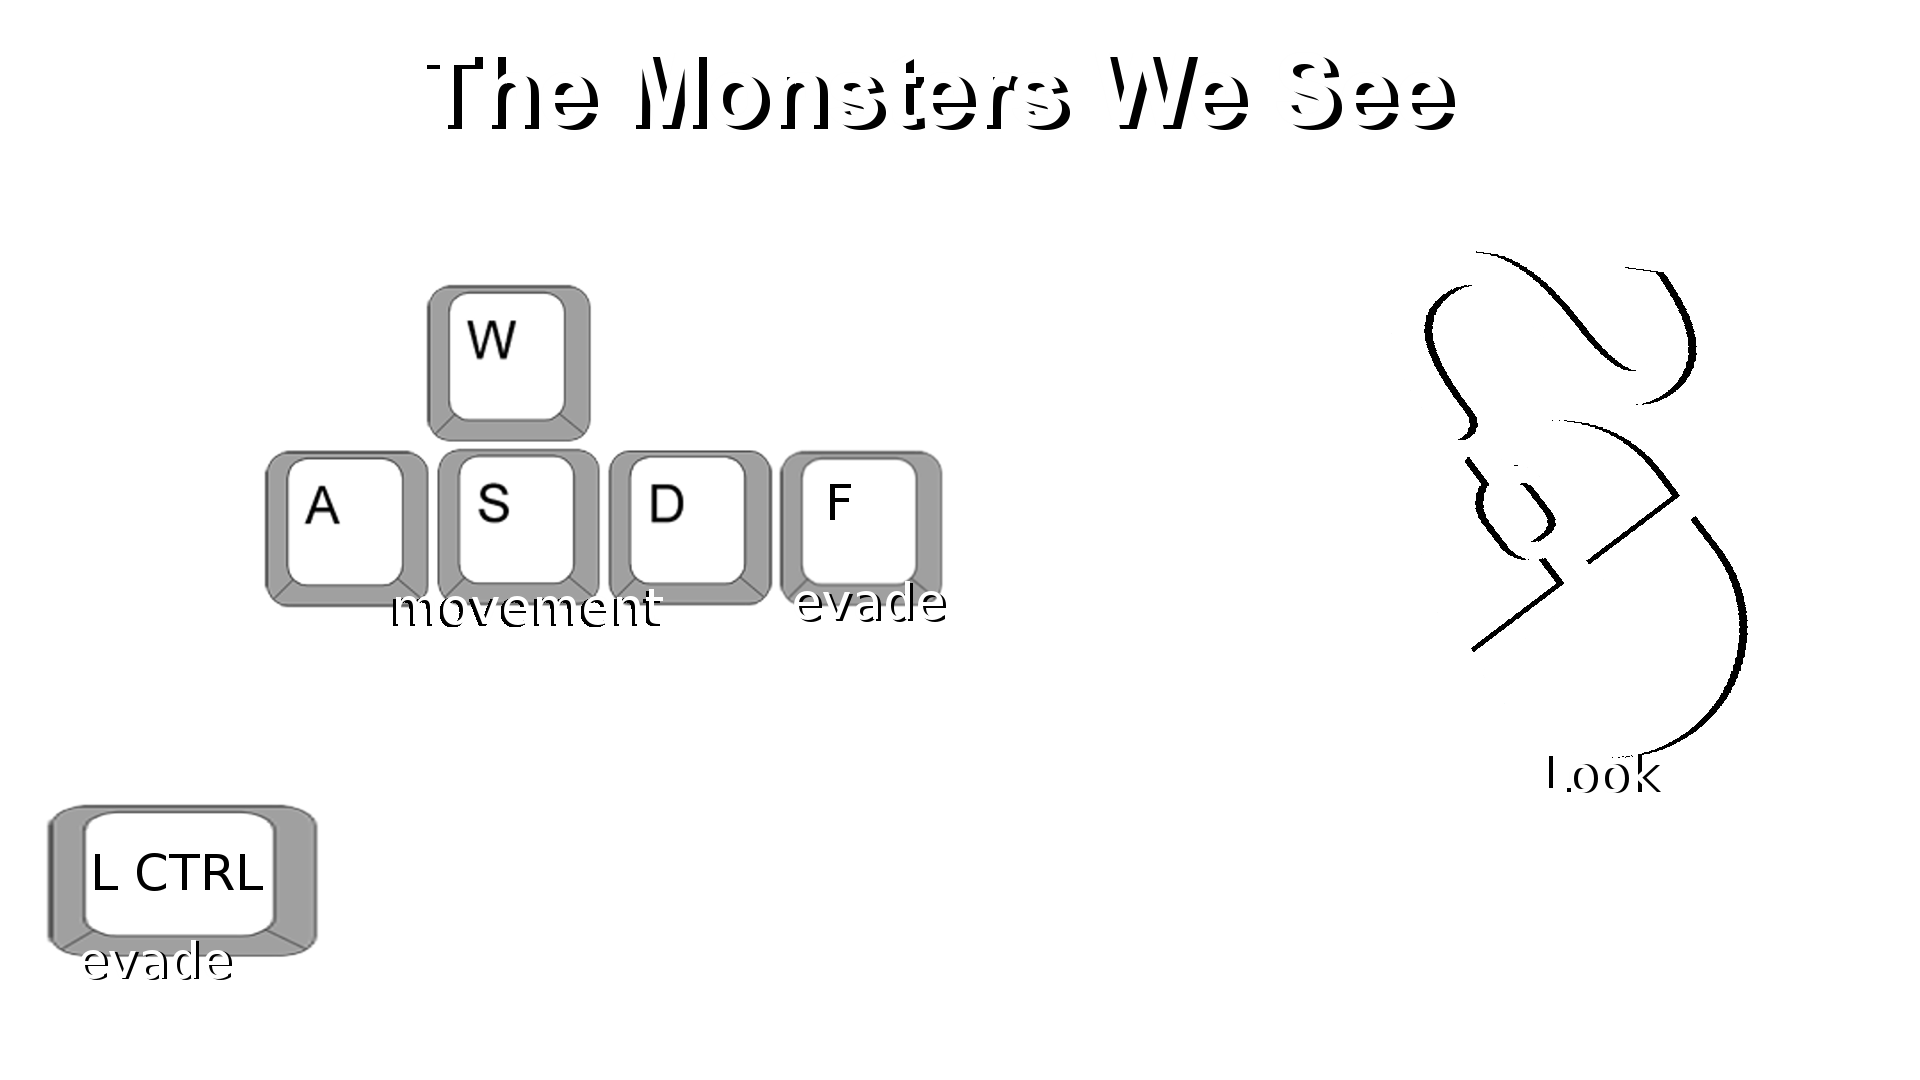 The Monsters We See
W
A S D F
movement evade
Look
L CTRL
evade